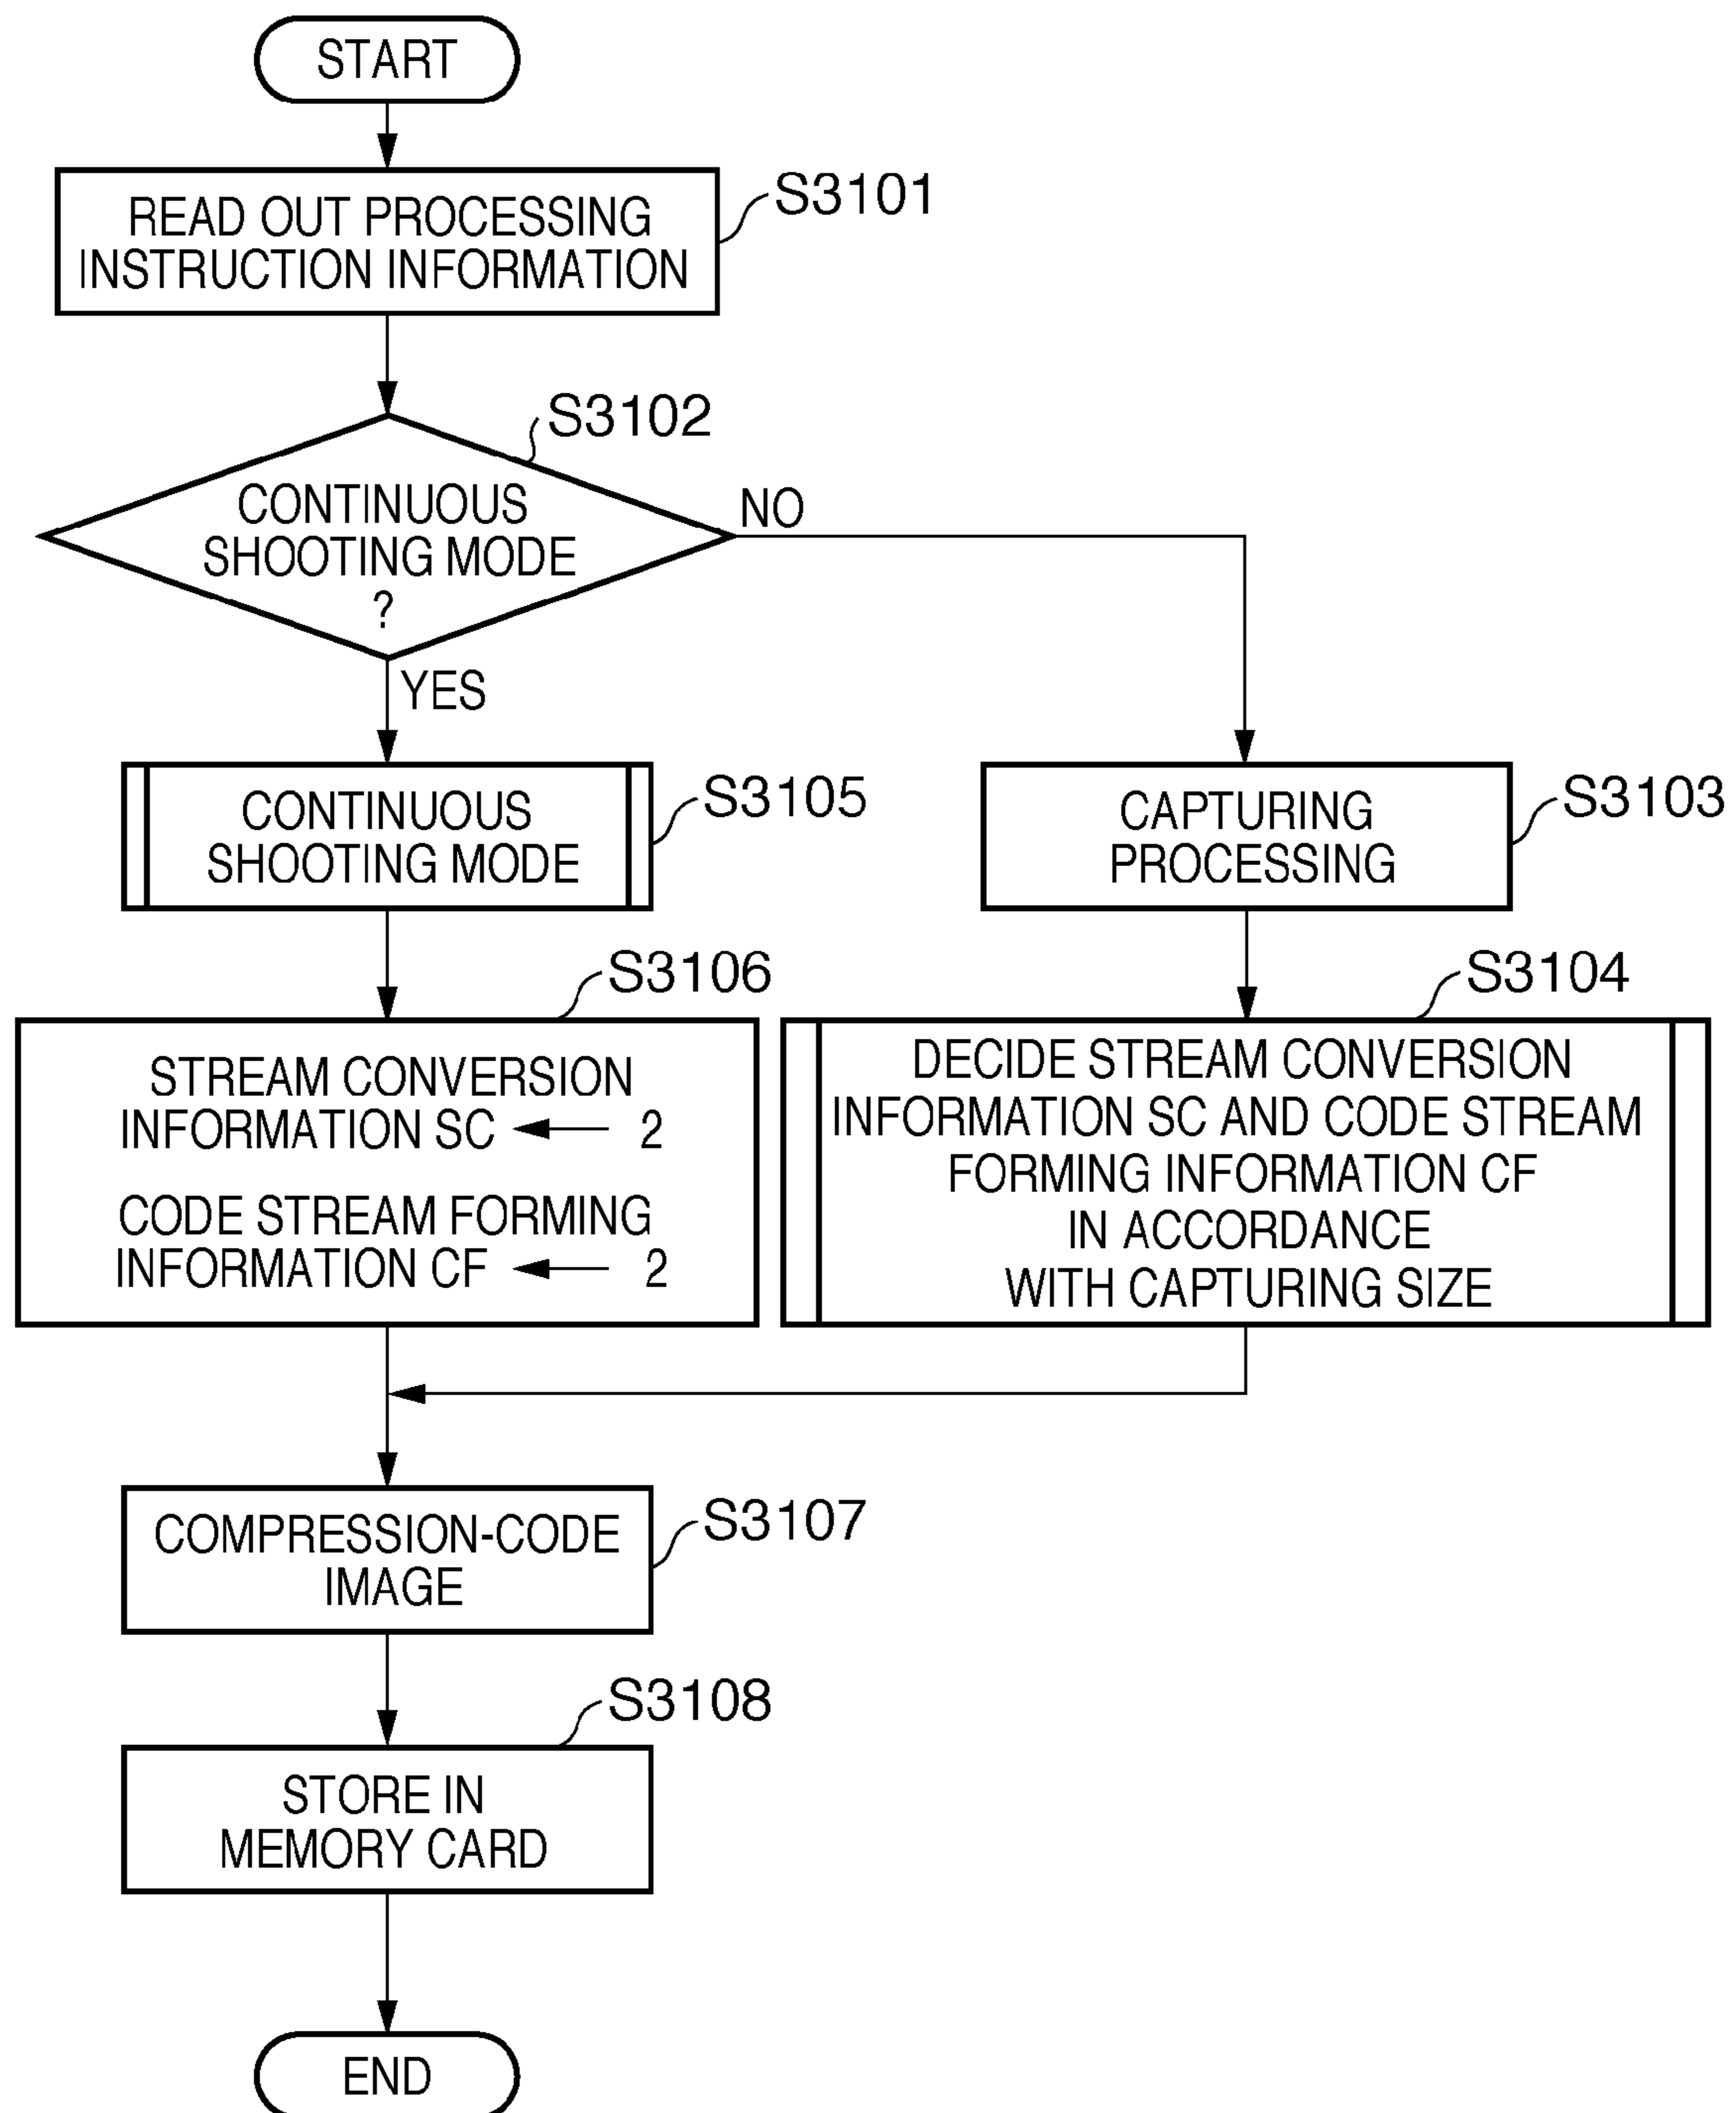 START
READ OUT PROCESSING
INSTRUCTION INFORMATION
S3101
S3102
CONTINUOUS
SHOOTING MODE
?
NO
YES
CONTINUOUS
SHOOTING MODE
S3105
CAPTURING
PROCESSING
S3103
S3106
STREAM CONVERSION
INFORMATION SC ← 2
CODE STREAM FORMING
INFORMATION CF ← 2
S3104
DECIDE STREAM CONVERSION
INFORMATION SC AND CODE STREAM
FORMING INFORMATION CF
IN ACCORDANCE
WITH CAPTURING SIZE
COMPRESSION-CODE
IMAGE
S3107
S3108
STORE IN
MEMORY CARD
END